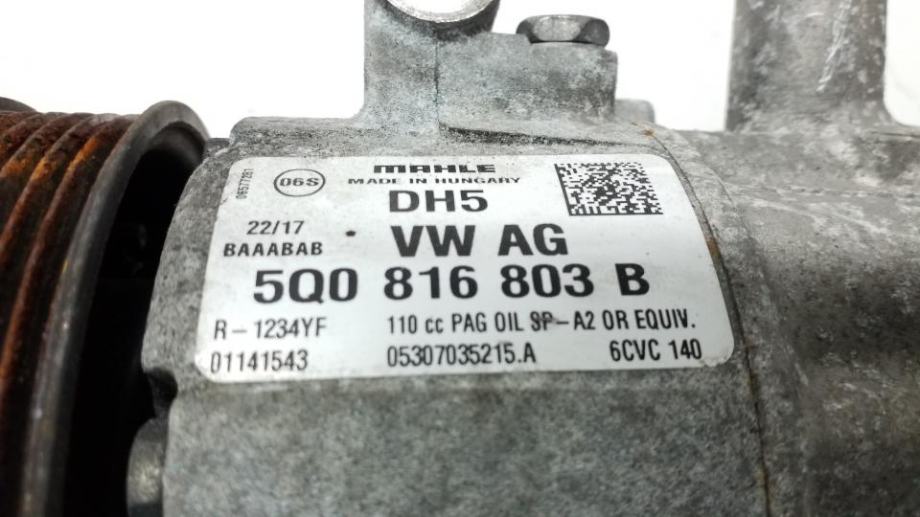 06577281
06S
MAHLE
MADE IN HUNGARY
DH5
22/17
BAAABAB
• VW AG
5Q0 816 803 B
R-1234YF
110 cc PAG OIL SP-A2 OR EQUIV.
01141543
05307035215.A
6CVC 140